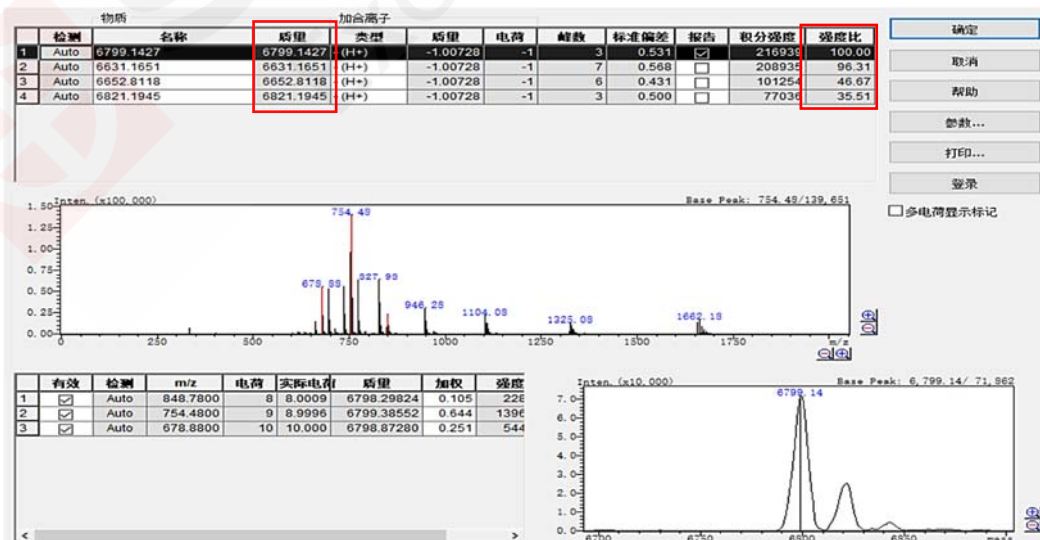 物质 加合离子
检测 名称 质量 类型 质量 电荷 峰数 标准偏差 报告 积分强度 强度比
1 Auto 6799.1427 6799.1427 - (H+) -1.00728 -1 3 0.531 216939 100.00
2 Auto 6631.1651 6631.1651 - (H+) -1.00728 -1 7 0.568 208935 96.31
3 Auto 6652.8118 6652.8118 - (H+) -1.00728 -1 6 0.431 101254 46.67
4 Auto 6821.1945 6821.1945 - (H+) -1.00728 -1 3 0.500 77036 35.51
确定
取消
帮助
参数...
打印...
登录
多电荷显示标记
Inten. (x100,000) Base Peak: 754.48/139,651
1.50
1.25
1.00
0.75
0.50
0.25
0.00
754.48
678.88 827.98
946.28
1104.08
1325.08
1662.18
0 250 500 750 1000 1250 1500 1750 m/z
有效 检测 m/z 电荷 实际电荷 质量 加权 强度
1 Auto 848.7800 8 8.0009 6798.29824 0.105 228
2 Auto 754.4800 9 8.9996 6799.38552 0.644 1396
3 Auto 678.8800 10 10.000 6798.87280 0.251 544
Inten. (x10,000) Base Peak: 6,799.14/ 71,862
7.0
6.0
5.0
4.0
3.0
2.0
1.0
0.0
6799.14
6700 6750 6800 6850 mass